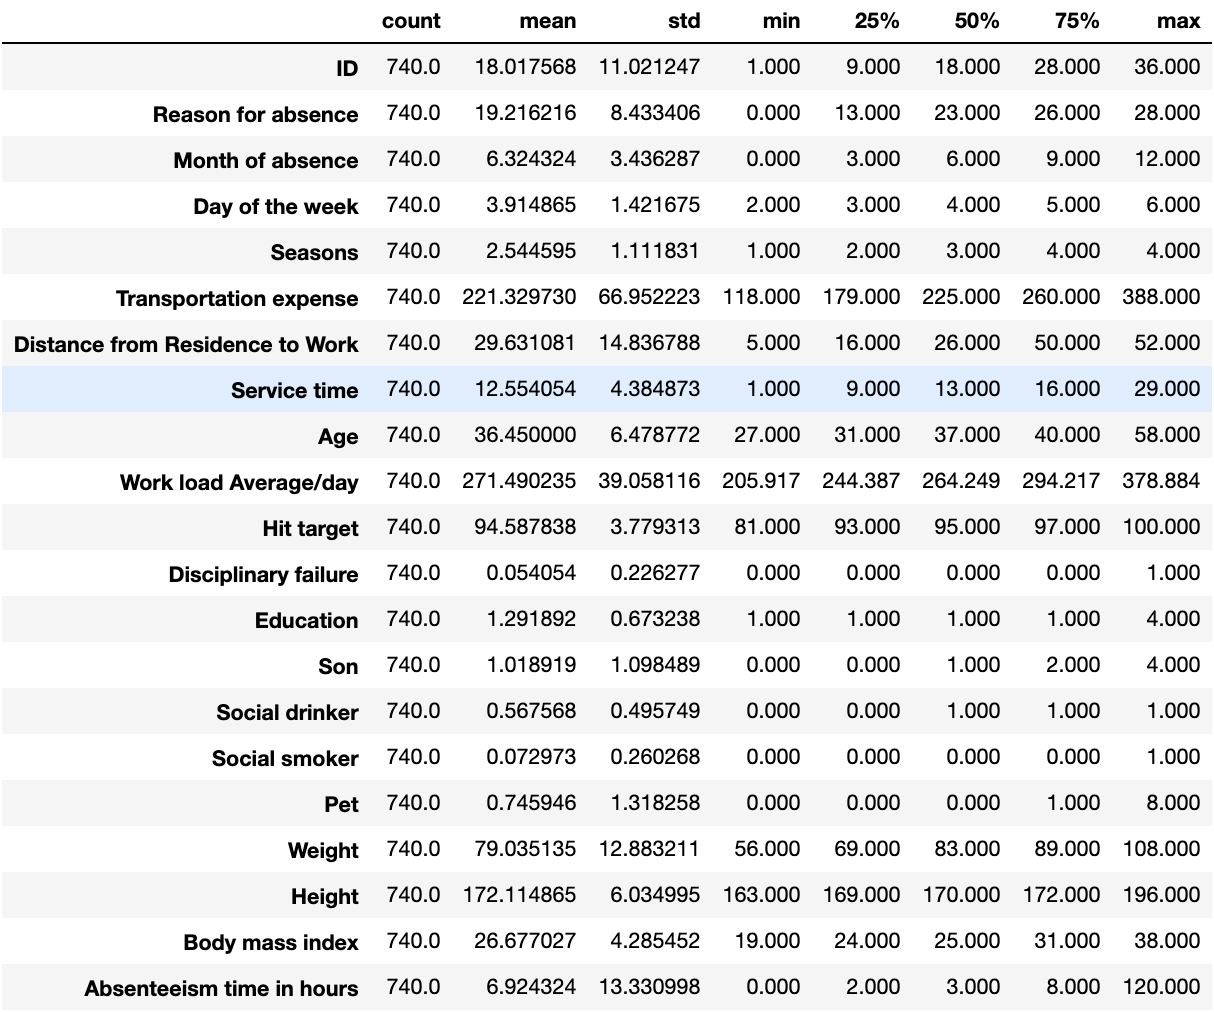 count mean std min 25% 50% 75% max
ID 740.0 18.017568 11.021247 1.000 9.000 18.000 28.000 36.000
Reason for absence 740.0 19.216216 8.433406 0.000 13.000 23.000 26.000 28.000
Month of absence 740.0 6.324324 3.436287 0.000 3.000 6.000 9.000 12.000
Day of the week 740.0 3.914865 1.421675 2.000 3.000 4.000 5.000 6.000
Seasons 740.0 2.544595 1.111831 1.000 2.000 3.000 4.000 4.000
Transportation expense 740.0 221.329730 66.952223 118.000 179.000 225.000 260.000 388.000
Distance from Residence to Work 740.0 29.631081 14.836788 5.000 16.000 26.000 50.000 52.000
Service time 740.0 12.554054 4.384873 1.000 9.000 13.000 16.000 29.000
Age 740.0 36.450000 6.478772 27.000 31.000 37.000 40.000 58.000
Work load Average/day 740.0 271.490235 39.058116 205.917 244.387 264.249 294.217 378.884
Hit target 740.0 94.587838 3.779313 81.000 93.000 95.000 97.000 100.000
Disciplinary failure 740.0 0.054054 0.226277 0.000 0.000 0.000 0.000 1.000
Education 740.0 1.291892 0.673238 1.000 1.000 1.000 1.000 4.000
Son 740.0 1.018919 1.098489 0.000 0.000 1.000 2.000 4.000
Social drinker 740.0 0.567568 0.495749 0.000 0.000 1.000 1.000 1.000
Social smoker 740.0 0.072973 0.260268 0.000 0.000 0.000 0.000 1.000
Pet 740.0 0.745946 1.318258 0.000 0.000 0.000 1.000 8.000
Weight 740.0 79.035135 12.883211 56.000 69.000 83.000 89.000 108.000
Height 740.0 172.114865 6.034995 163.000 169.000 170.000 172.000 196.000
Body mass index 740.0 26.677027 4.285452 19.000 24.000 25.000 31.000 38.000
Absenteeism time in hours 740.0 6.924324 13.330998 0.000 2.000 3.000 8.000 120.000